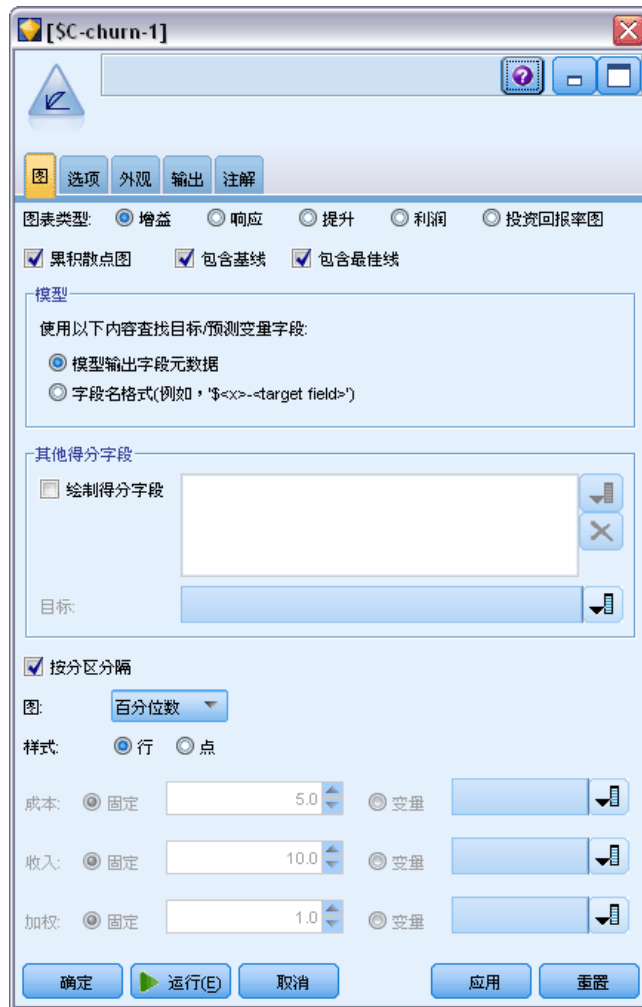 [$C-churn-1]
图 选项 外观 输出 注解
图表类型: 增益 响应 提升 利润 投资回报率图
累积散点图 包含基线 包含最佳线
模型
使用以下内容查找目标/预测变量字段:
模型输出字段元数据
字段名格式(例如，'$<x>-<target field>')
其他得分字段
绘制得分字段
目标:
按分区分隔
图: 百分位数
样式: 行 点
成本: 固定 5.0 变量
收入: 固定 10.0 变量
加权: 固定 1.0 变量
确定 运行(E) 取消 应用 重置